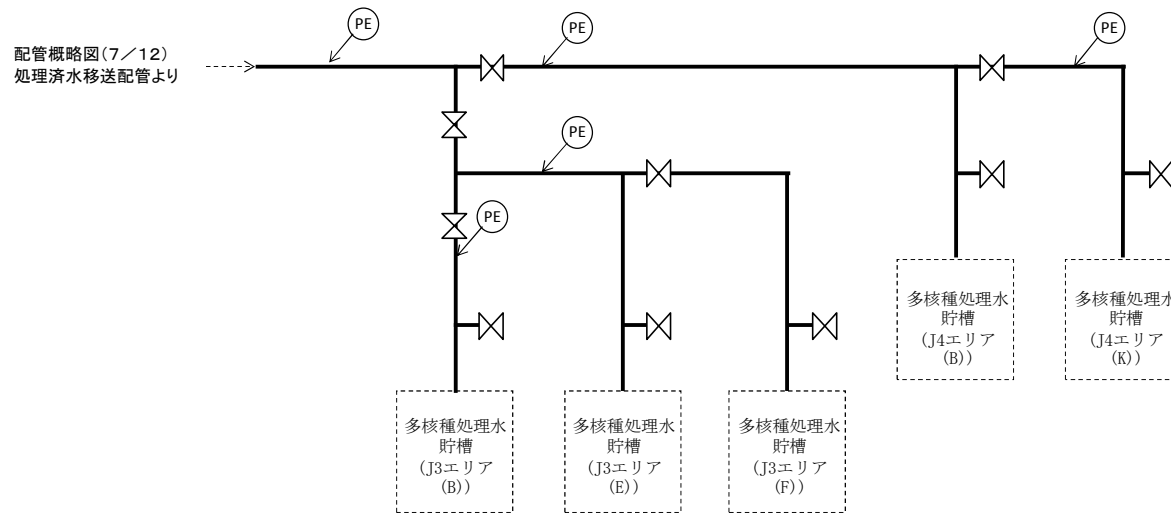 PE
PE
PE
配管概略図(7/12)
処理済水移送配管より
PE
PE
多核種処理水
貯槽
(J4エリア
(B))
多核種処理水
貯槽
(J4エリア
(K))
多核種処理水
貯槽
(J3エリア
(B))
多核種処理水
貯槽
(J3エリア
(E))
多核種処理水
貯槽
(J3エリア
(F))